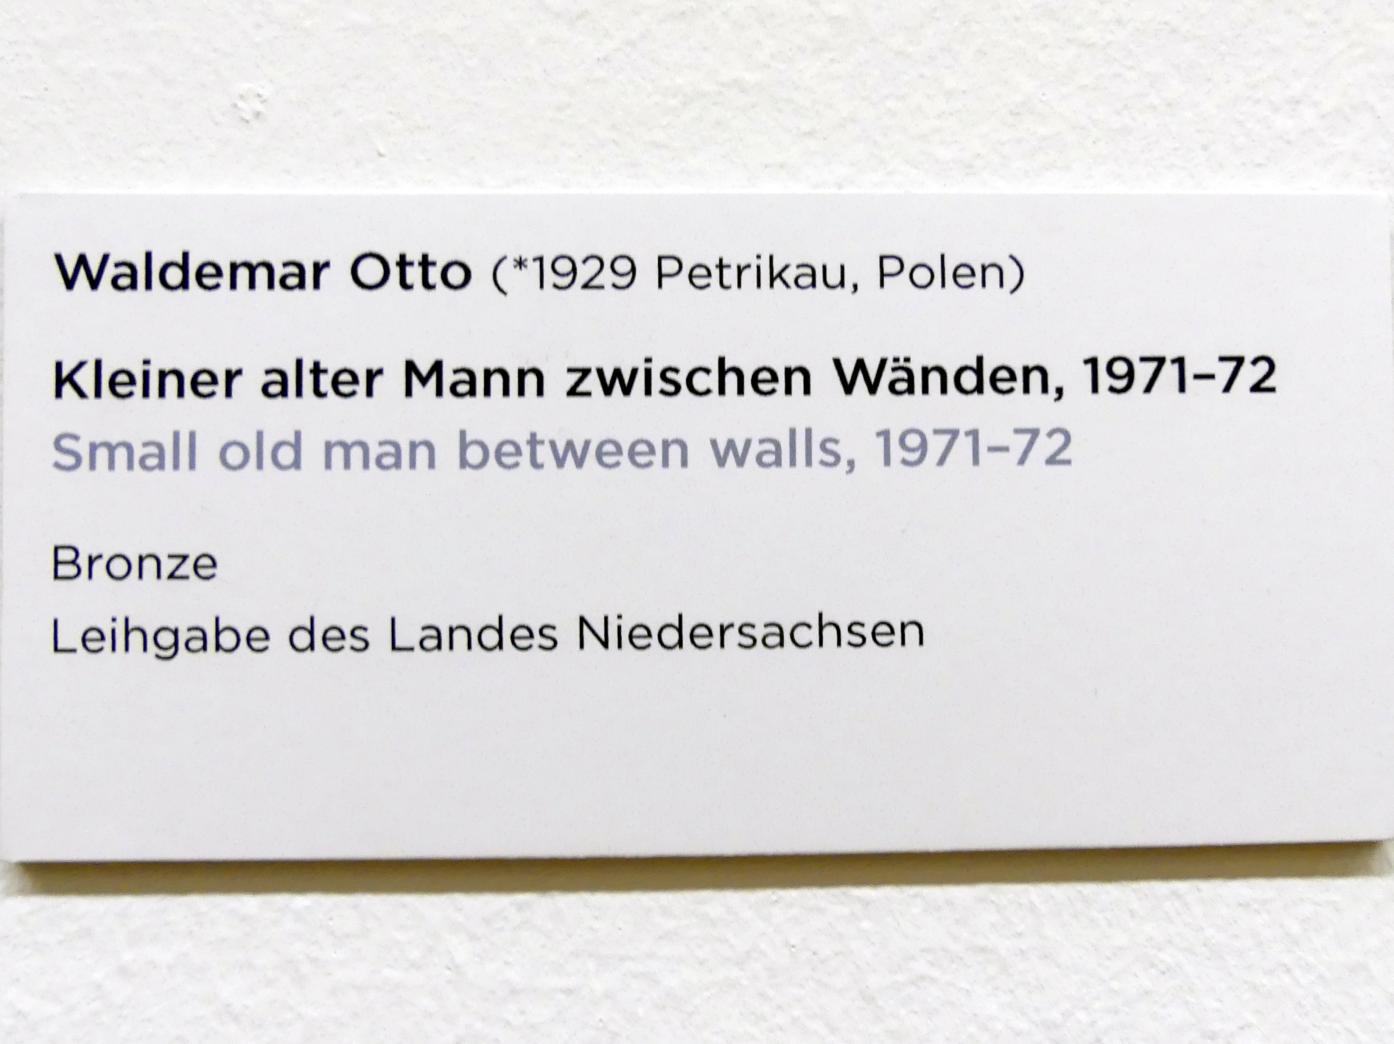 Waldemar Otto (*1929 Petrikau, Polen)
Kleiner alter Mann zwischen Wänden, 1971–72
Small old man between walls, 1971–72
Bronze
Leihgabe des Landes Niedersachsen